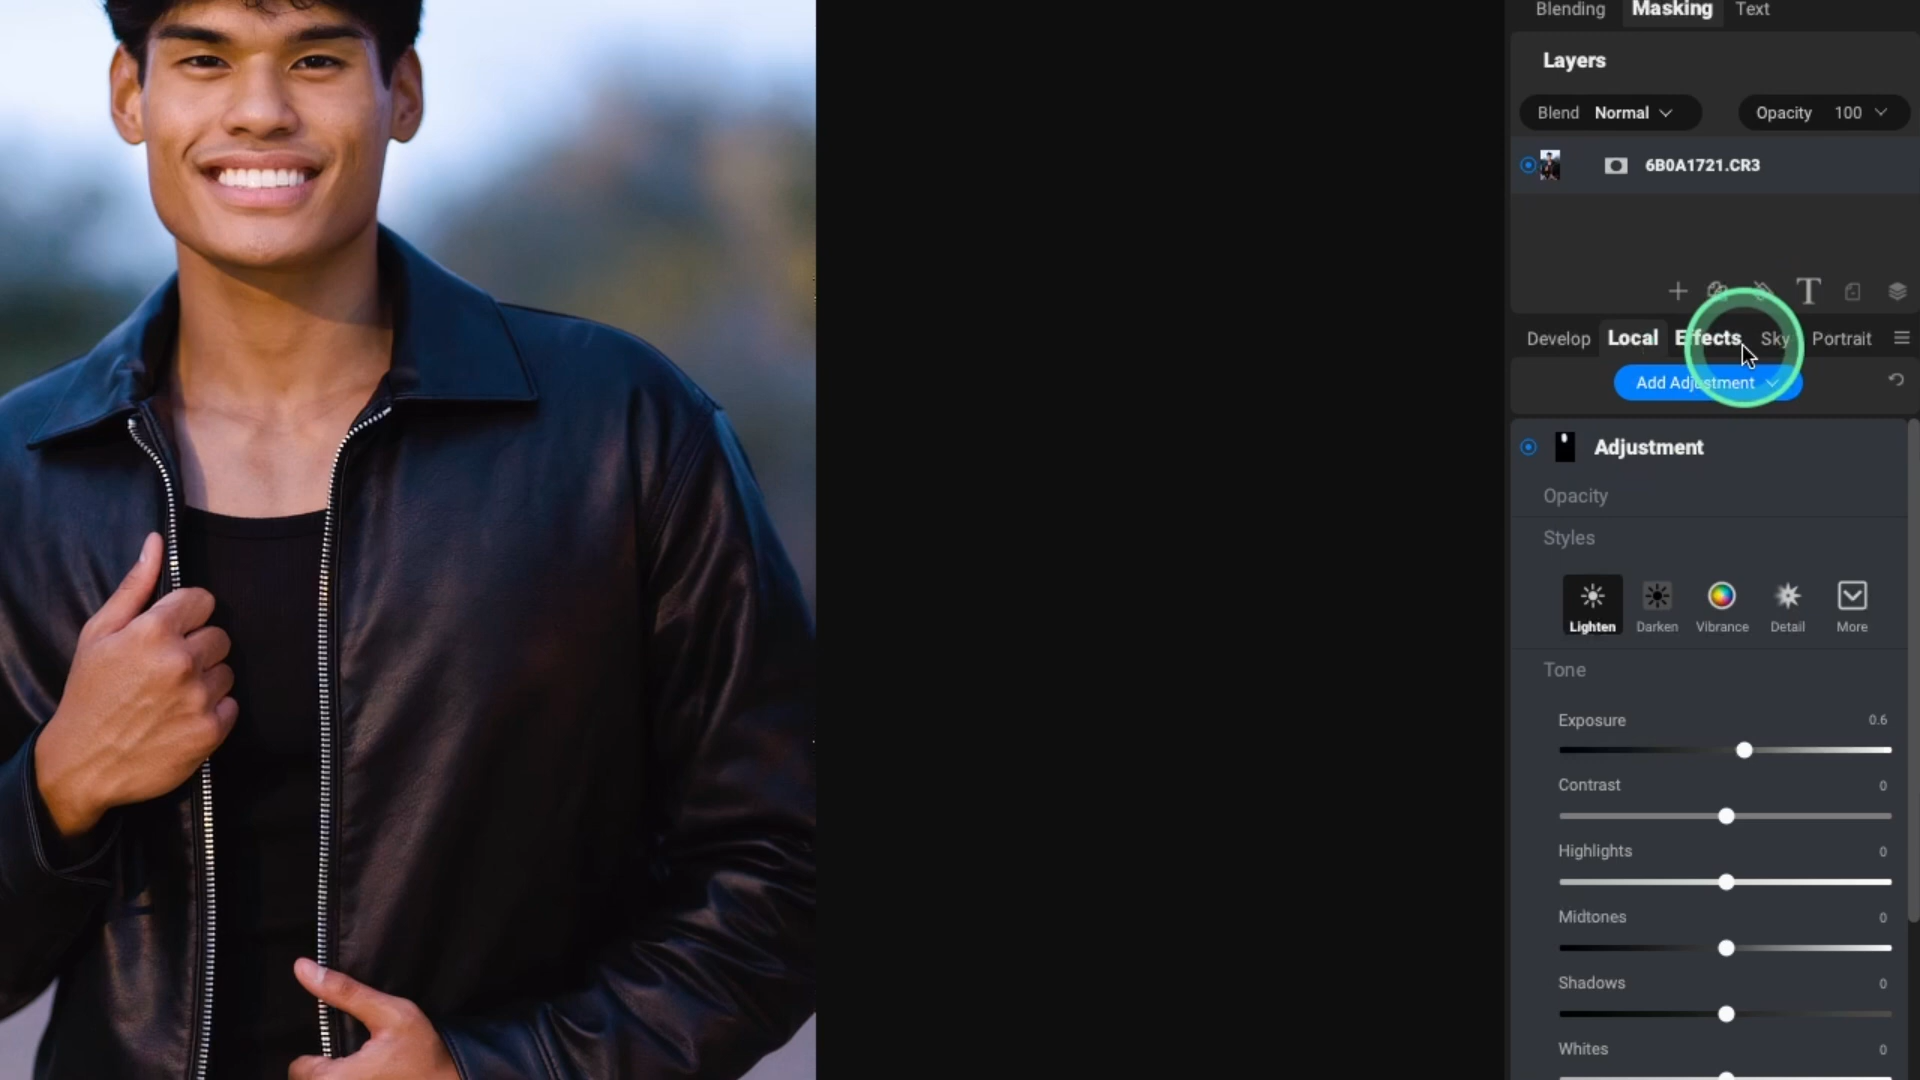 Blending Masking Text
Layers
Blend Normal Opacity 100
6B0A1721.CR3
T
Develop Local Effects Sky Portrait
Add Adjustment
Adjustment
Opacity
Styles
Lighten Darken Vibrance Detail More
Tone
Exposure 0.6
Contrast 0
Highlights 0
Midtones 0
Shadows 0
Whites 0